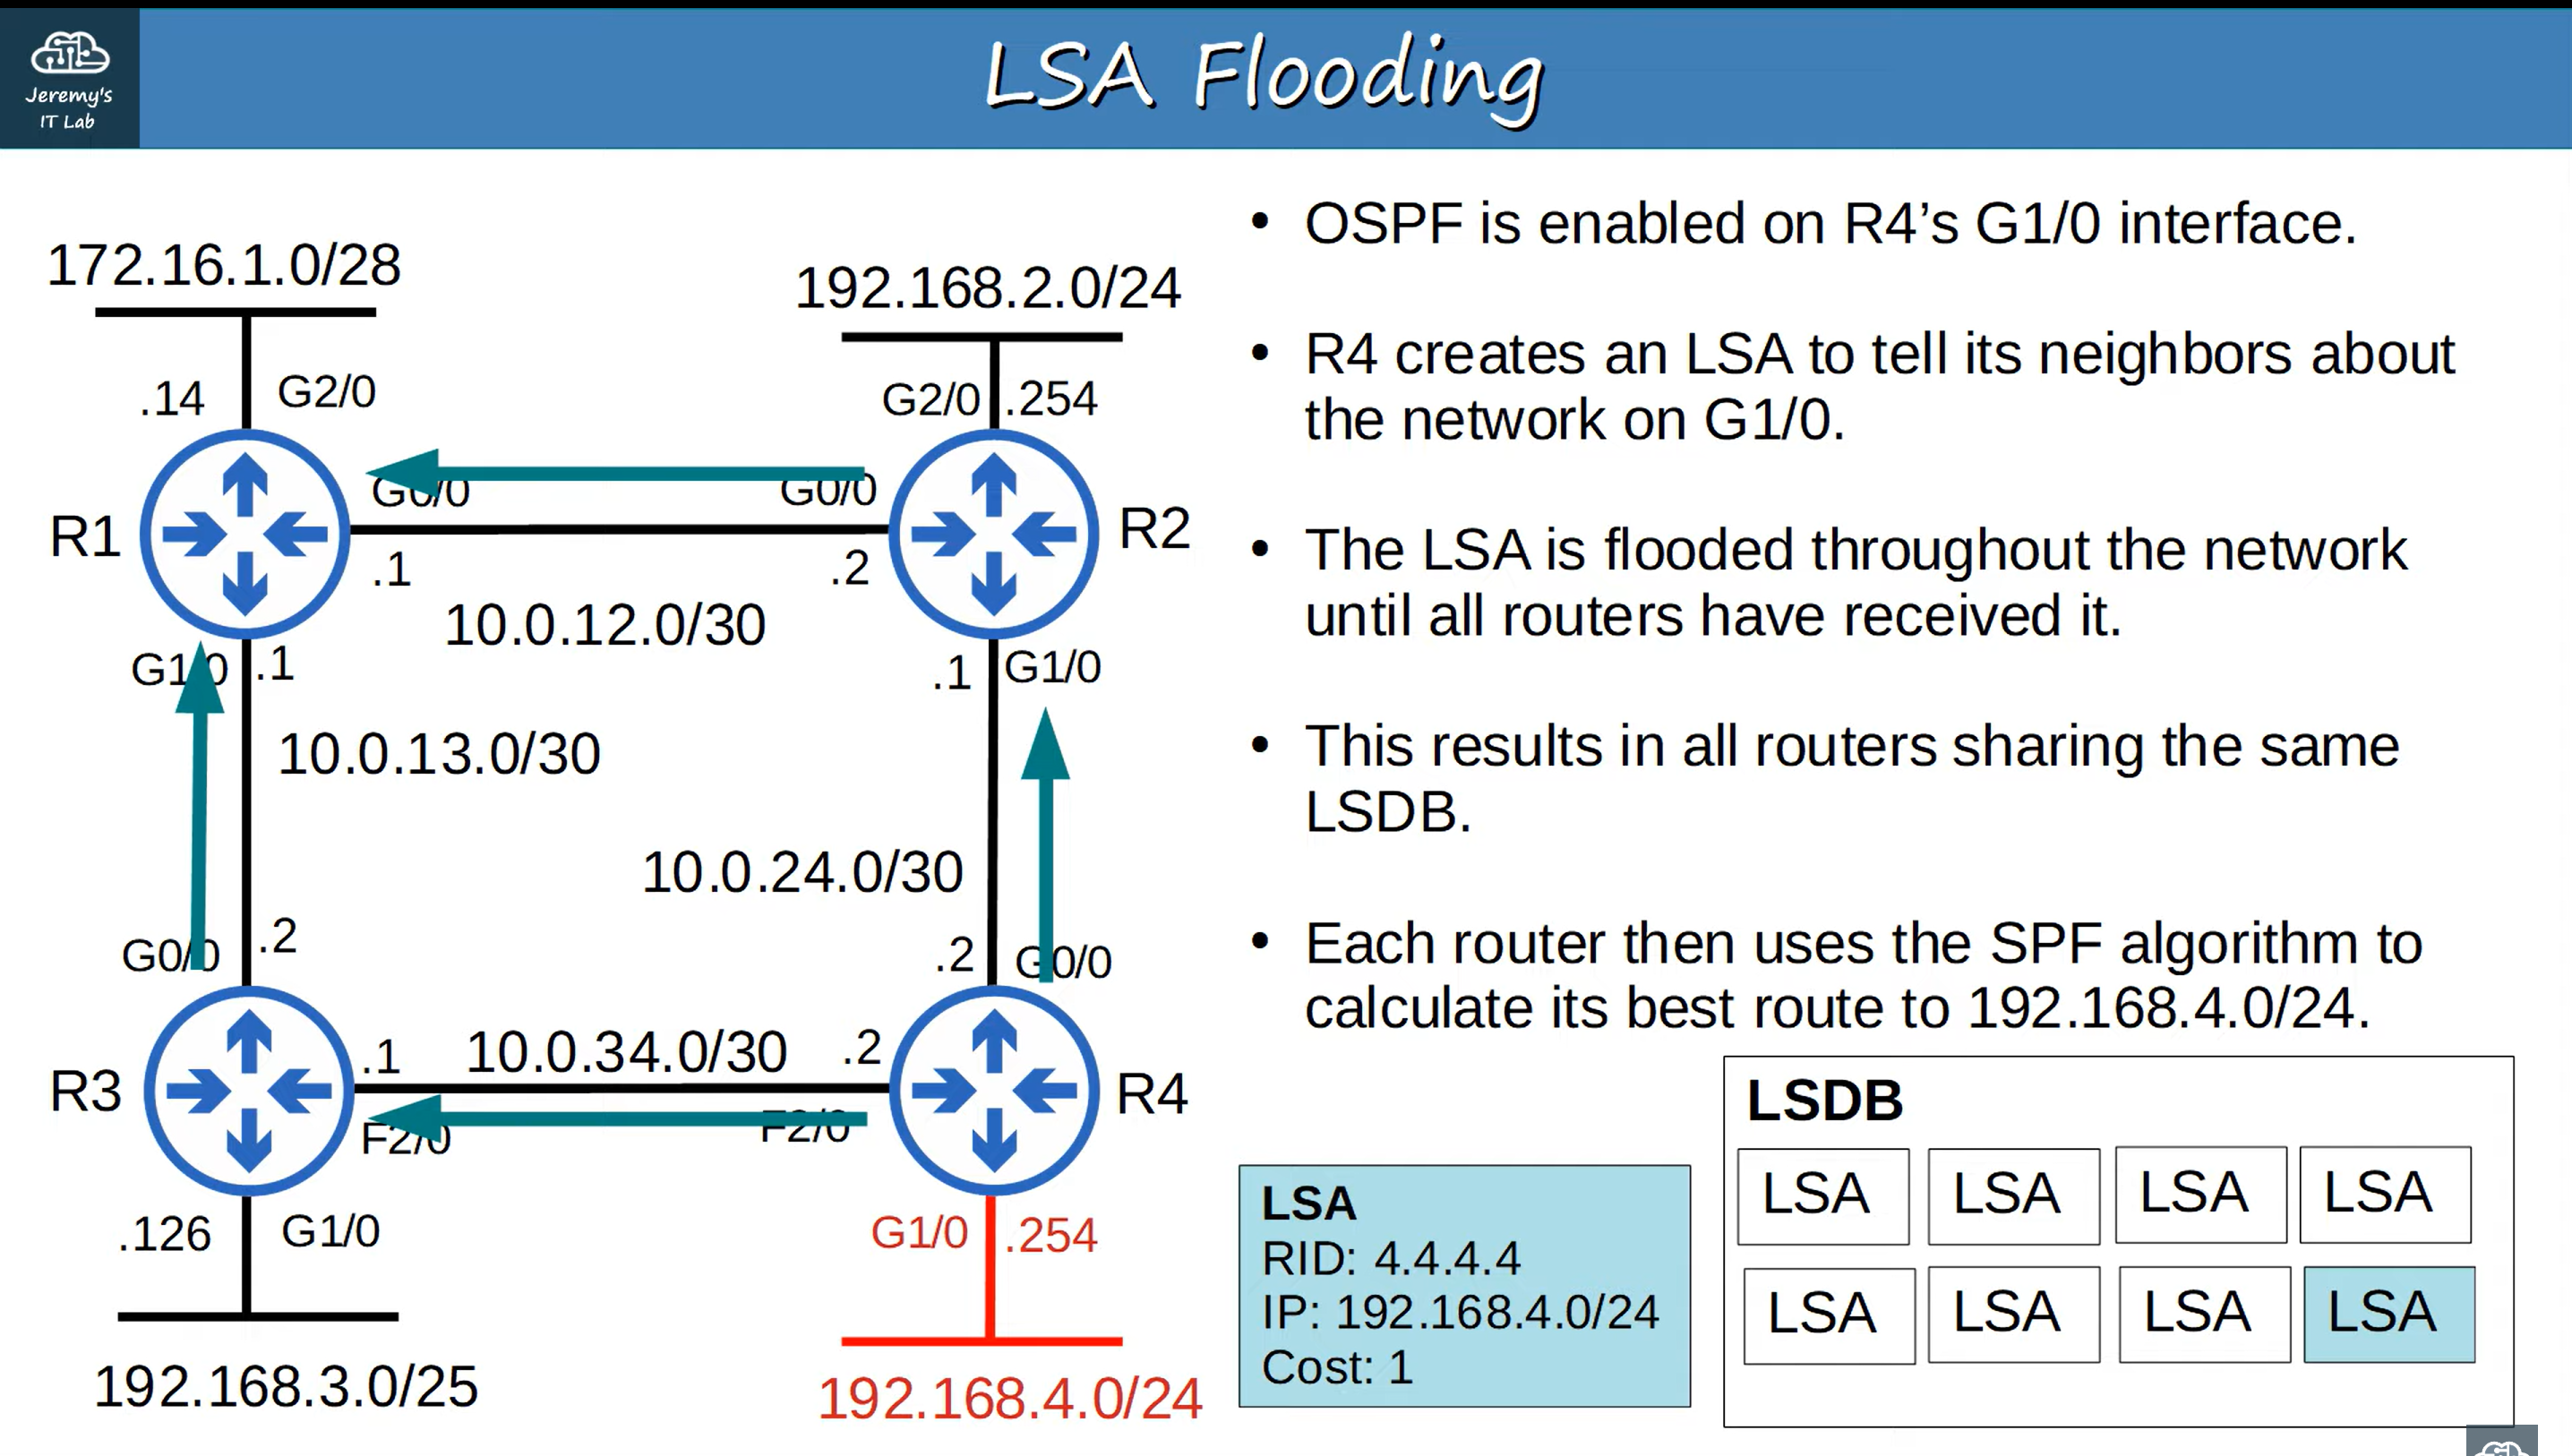 Jeremy's
IT Lab
LSA Flooding
172.16.1.0/28
192.168.2.0/24
.14
G2/0
G2/0
.254
G0/0
G0/0
R1
R2
.1
.2
10.0.12.0/30
G1/0
.1
.1
G1/0
10.0.13.0/30
10.0.24.0/30
G0/0
.2
.2
G0/0
.1
10.0.34.0/30
.2
R3
R4
F2/0
F2/0
.126
G1/0
G1/0
.254
192.168.3.0/25
192.168.4.0/24
• OSPF is enabled on R4’s G1/0 interface.
• R4 creates an LSA to tell its neighbors about
the network on G1/0.
• The LSA is flooded throughout the network
until all routers have received it.
• This results in all routers sharing the same
LSDB.
• Each router then uses the SPF algorithm to
calculate its best route to 192.168.4.0/24.
LSA
RID: 4.4.4.4
IP: 192.168.4.0/24
Cost: 1
LSDB
LSA LSA LSA LSA
LSA LSA LSA LSA